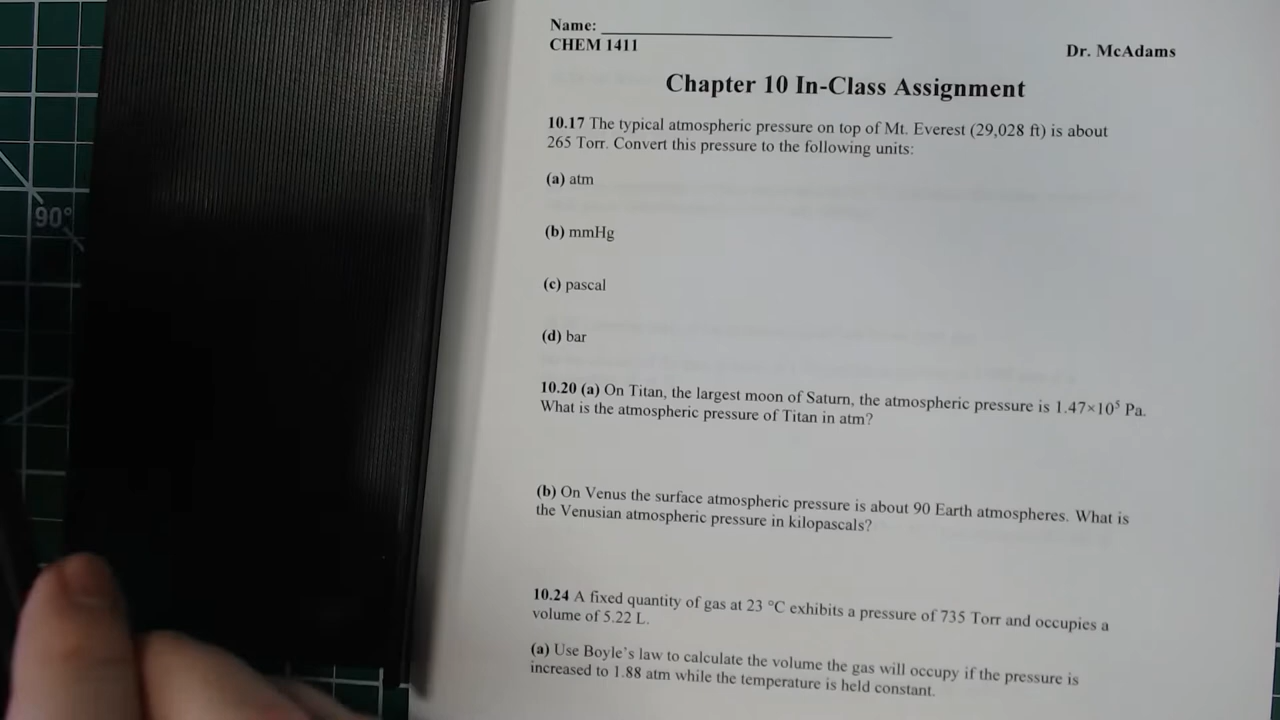 90°
Name: ____________________
CHEM 1411
Dr. McAdams
Chapter 10 In-Class Assignment
10.17 The typical atmospheric pressure on top of Mt. Everest (29,028 ft) is about
265 Torr. Convert this pressure to the following units:
(a) atm
(b) mmHg
(c) pascal
(d) bar
10.20 (a) On Titan, the largest moon of Saturn, the atmospheric pressure is 1.47×10⁵ Pa.
What is the atmospheric pressure of Titan in atm?
(b) On Venus the surface atmospheric pressure is about 90 Earth atmospheres. What is
the Venusian atmospheric pressure in kilopascals?
10.24 A fixed quantity of gas at 23 °C exhibits a pressure of 735 Torr and occupies a
volume of 5.22 L.
(a) Use Boyle's law to calculate the volume the gas will occupy if the pressure is
increased to 1.88 atm while the temperature is held constant.